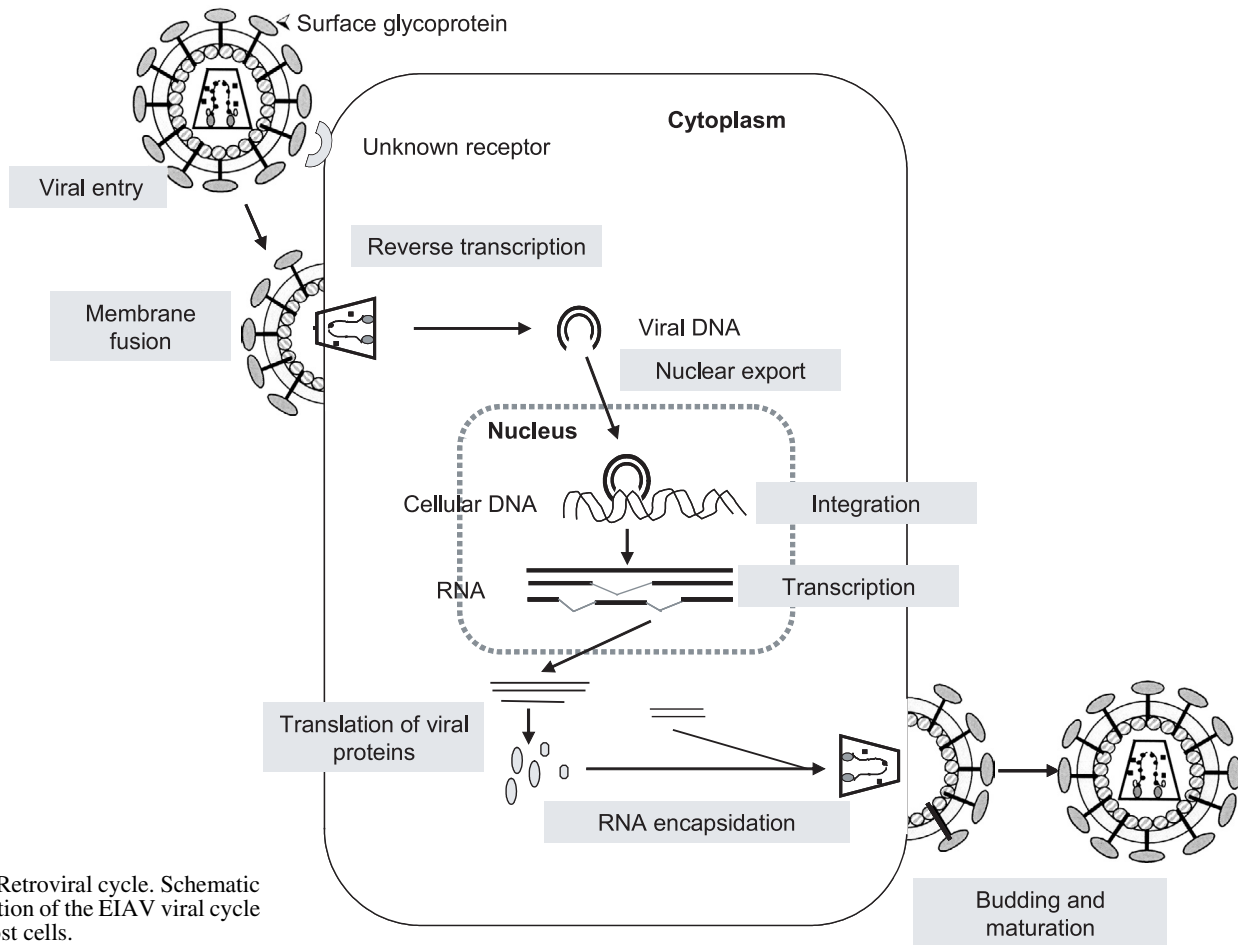 Surface glycoprotein
Cytoplasm
Unknown receptor
Viral entry
Reverse transcription
Membrane
fusion
Viral DNA
Nuclear export
Nucleus
Cellular DNA
Integration
RNA
Transcription
Translation of viral
proteins
RNA encapsidation
Budding and
maturation
Retroviral cycle. Schematic
tion of the EIAV viral cycle
ost cells.